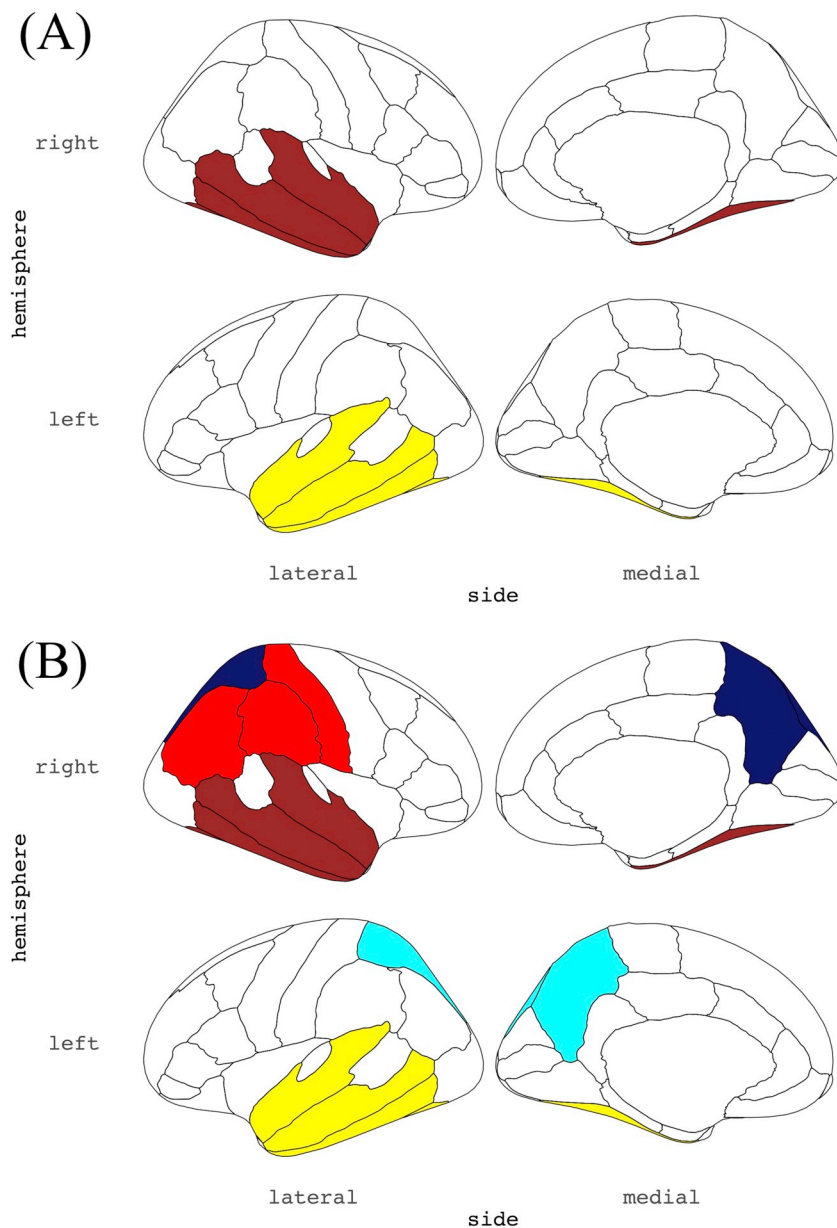 (A)
right
hemisphere
left
lateral medial
side
(B)
right
hemisphere
left
lateral medial
side